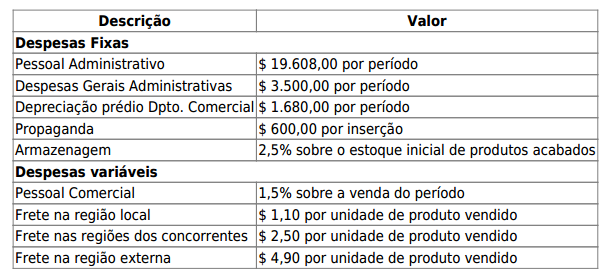 Descrição Valor
Despesas Fixas
Pessoal Administrativo $ 19.608,00 por período
Despesas Gerais Administrativas $ 3.500,00 por período
Depreciação prédio Dpto. Comercial $ 1.680,00 por período
Propaganda $ 600,00 por inserção
Armazenagem 2,5% sobre o estoque inicial de produtos acabados
Despesas variáveis
Pessoal Comercial 1,5% sobre a venda do período
Frete na região local $ 1,10 por unidade de produto vendido
Frete nas regiões dos concorrentes $ 2,50 por unidade de produto vendido
Frete na região externa $ 4,90 por unidade de produto vendido